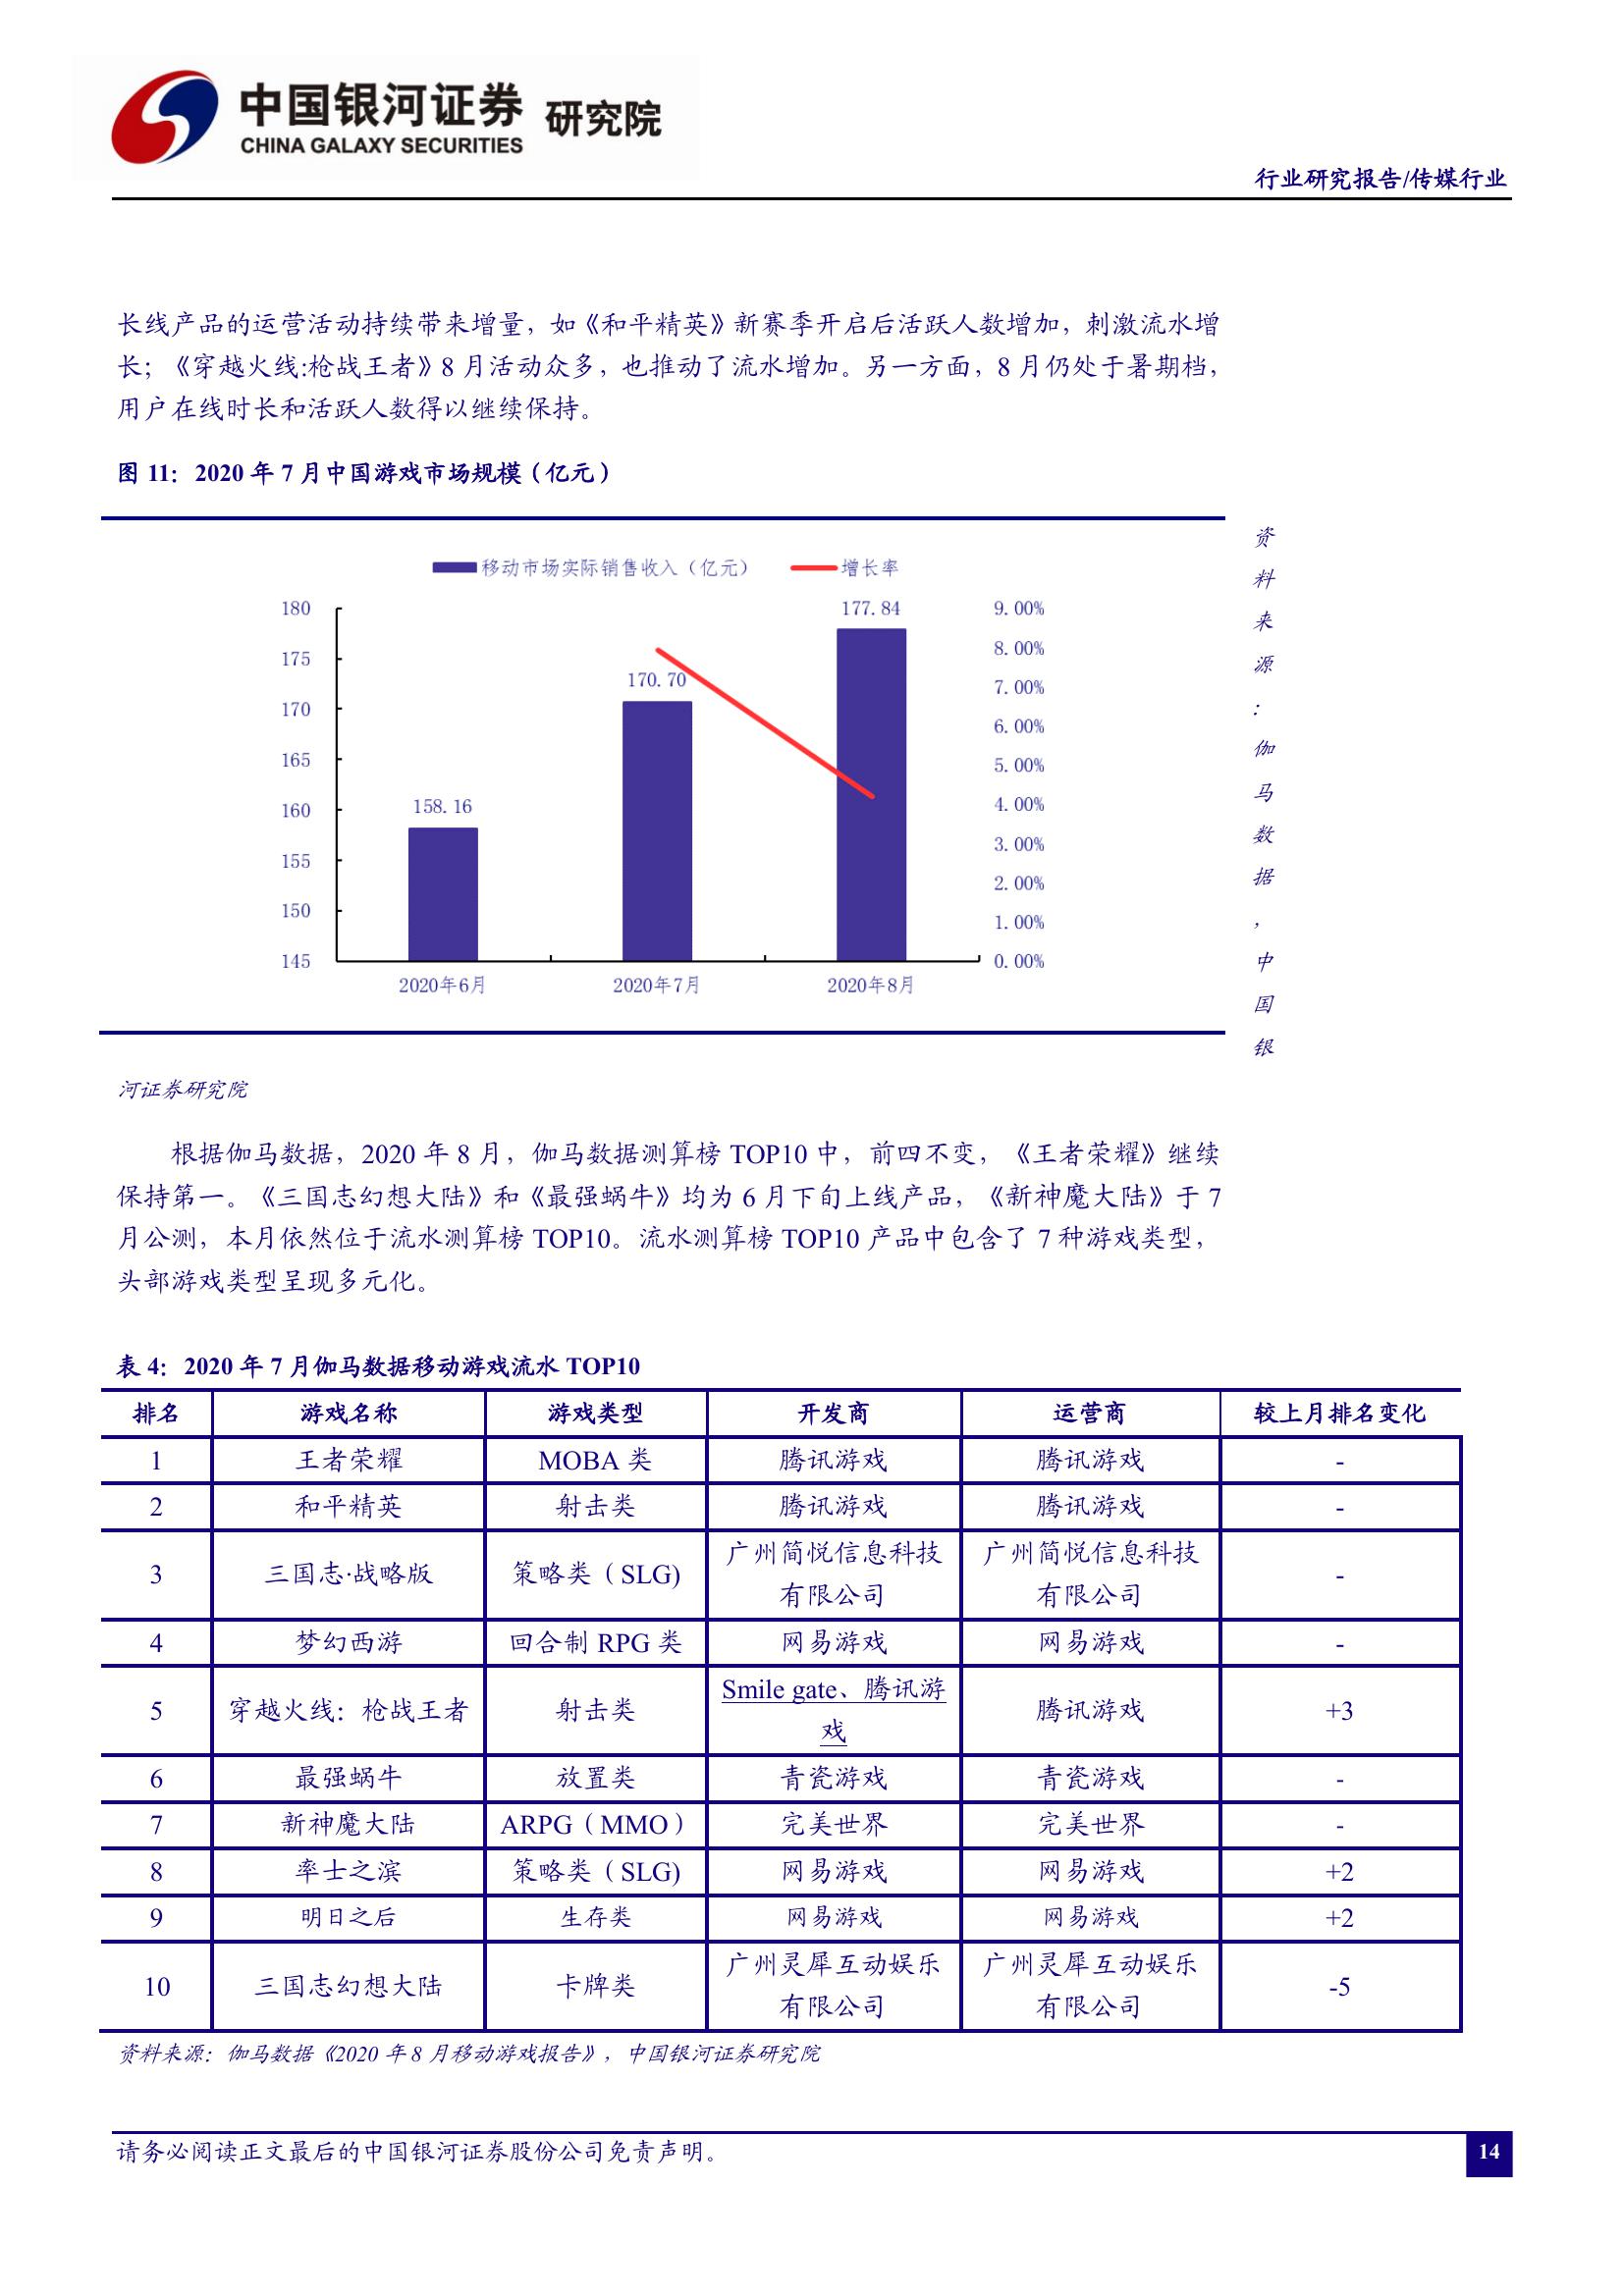 中国银河证券 研究院
CHINA GALAXY SECURITIES
行业研究报告/传媒行业
长线产品的运营活动持续带来增量，如《和平精英》新赛季开启后活跃人数增加，刺激流水增
长；《穿越火线:枪战王者》8 月活动众多，也推动了流水增加。另一方面，8 月仍处于暑期档，
用户在线时长和活跃人数得以继续保持。
图 11：2020 年 7 月中国游戏市场规模（亿元）
移动市场实际销售收入（亿元） 增长率
180
175
170
165
160
155
150
145
158.16
170.70
177.84
9.00%
8.00%
7.00%
6.00%
5.00%
4.00%
3.00%
2.00%
1.00%
0.00%
2020年6月 2020年7月 2020年8月
资
料
来
源
：
伽
马
数
据
，
中
国
银
河证券研究院
根据伽马数据，2020 年 8 月，伽马数据测算榜 TOP10 中，前四不变，《王者荣耀》继续
保持第一。《三国志幻想大陆》和《最强蜗牛》均为 6 月下旬上线产品，《新神魔大陆》于 7
月公测，本月依然位于流水测算榜 TOP10。流水测算榜 TOP10 产品中包含了 7 种游戏类型，
头部游戏类型呈现多元化。
表 4：2020 年 7 月伽马数据移动游戏流水 TOP10
排名 游戏名称 游戏类型 开发商 运营商 较上月排名变化
1 王者荣耀 MOBA 类 腾讯游戏 腾讯游戏 -
2 和平精英 射击类 腾讯游戏 腾讯游戏 -
3 三国志·战略版 策略类（SLG) 广州简悦信息科技有限公司 广州简悦信息科技有限公司 -
4 梦幻西游 回合制 RPG 类 网易游戏 网易游戏 -
5 穿越火线：枪战王者 射击类 Smile gate、腾讯游戏 腾讯游戏 +3
6 最强蜗牛 放置类 青瓷游戏 青瓷游戏 -
7 新神魔大陆 ARPG（MMO） 完美世界 完美世界 -
8 率士之滨 策略类（SLG) 网易游戏 网易游戏 +2
9 明日之后 生存类 网易游戏 网易游戏 +2
10 三国志幻想大陆 卡牌类 广州灵犀互动娱乐有限公司 广州灵犀互动娱乐有限公司 -5
资料来源：伽马数据《2020 年 8 月移动游戏报告》，中国银河证券研究院
请务必阅读正文最后的中国银河证券股份公司免责声明。
14